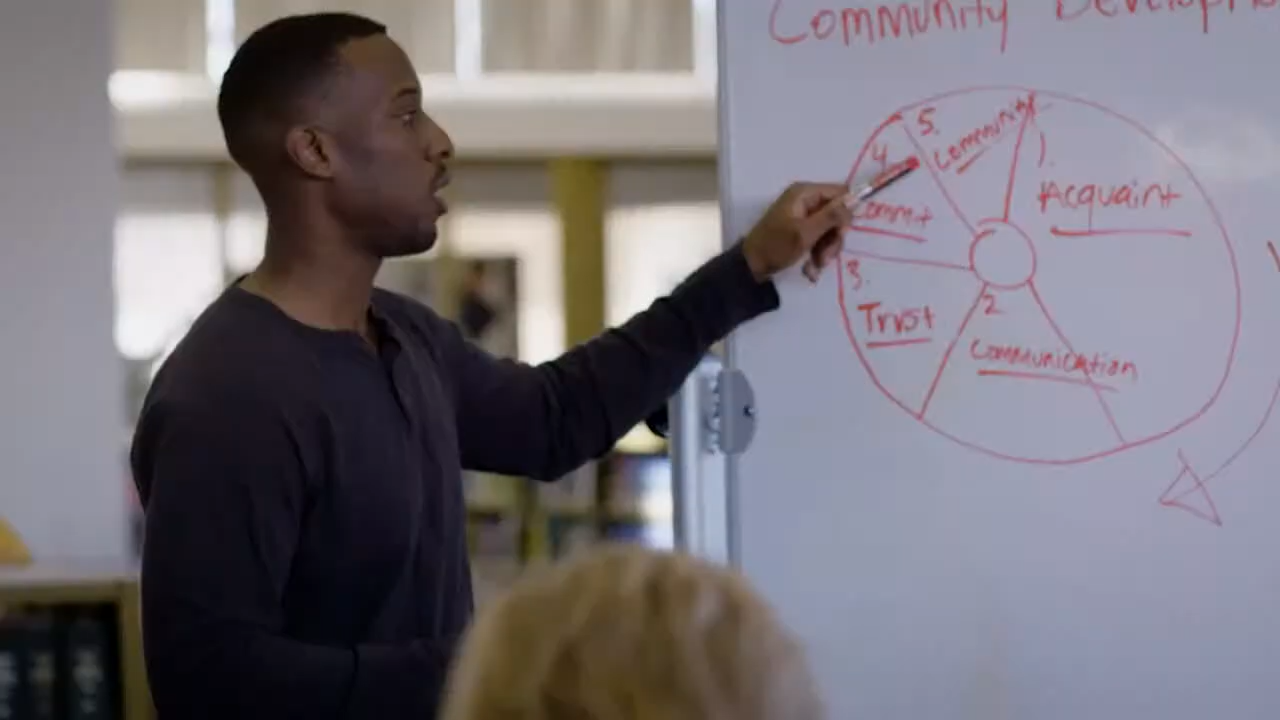 Community Developm
5.
Community
1.
Acquaint
4
Commit
3.
Trust
2
Communication